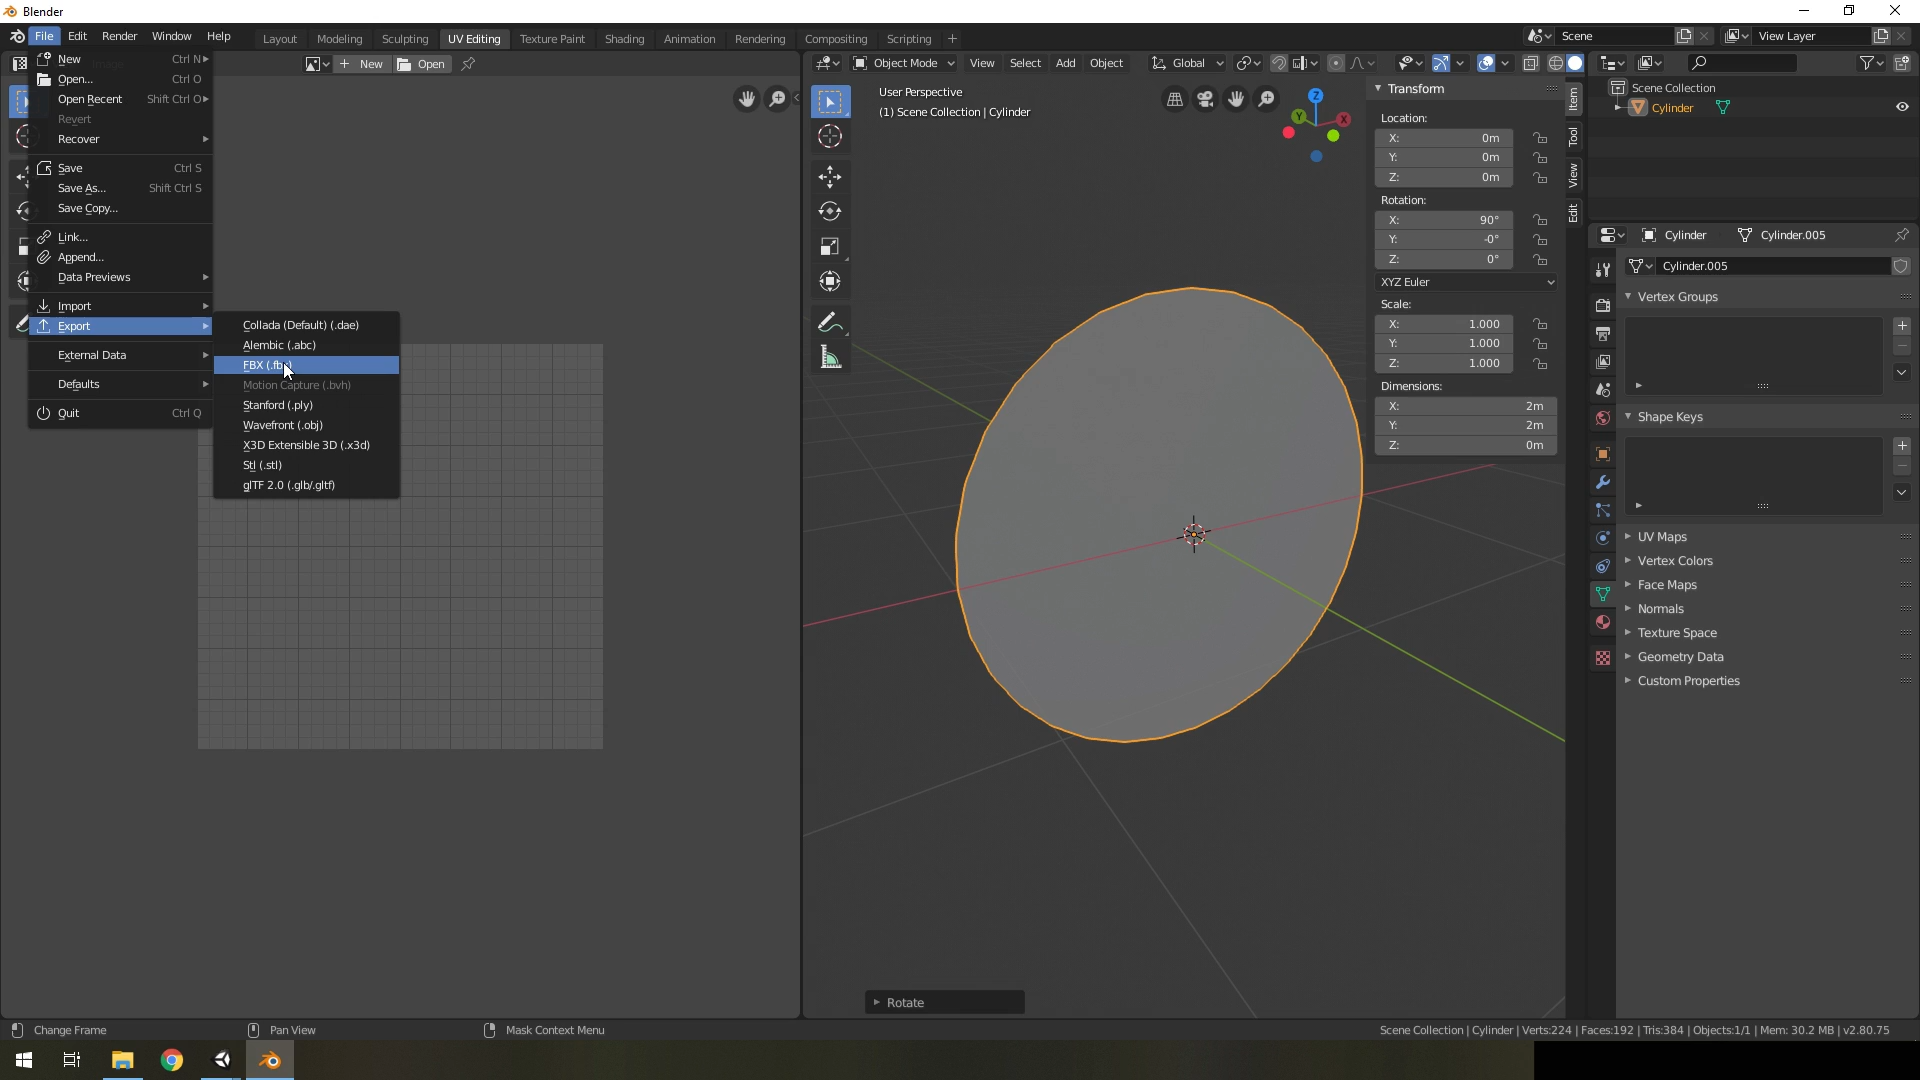 Blender
File Edit Render Window Help
Layout Modeling Sculpting UV Editing Texture Paint Shading Animation Rendering Compositing Scripting
Scene
View Layer
New Ctrl N
Open... Ctrl O
Open Recent Shift Ctrl O
Revert
Recover
Save Ctrl S
Save As... Shift Ctrl S
Save Copy...
Link...
Append...
Data Previews
Import
Export
External Data
Defaults
Quit Ctrl Q
Collada (Default) (.dae)
Alembic (.abc)
FBX (.fbx)
Motion Capture (.bvh)
Stanford (.ply)
Wavefront (.obj)
X3D Extensible 3D (.x3d)
Stl (.stl)
glTF 2.0 (.glb/.gltf)
New Open
Object Mode View Select Add Object Global
User Perspective
(1) Scene Collection | Cylinder
Z
Y
X
Transform
Location:
X: 0m
Y: 0m
Z: 0m
Rotation:
X: 90°
Y: -0°
Z: 0°
XYZ Euler
Scale:
X: 1.000
Y: 1.000
Z: 1.000
Dimensions:
X: 2m
Y: 2m
Z: 0m
Item
Tool
View
Edit
Rotate
Scene Collection
Cylinder
Cylinder Cylinder.005
Cylinder.005
Vertex Groups
Shape Keys
UV Maps
Vertex Colors
Face Maps
Normals
Texture Space
Geometry Data
Custom Properties
Change Frame Pan View Mask Context Menu
Scene Collection | Cylinder | Verts:224 | Faces:192 | Tris:384 | Objects:1/1 | Mem: 30.2 MB | v2.80.75